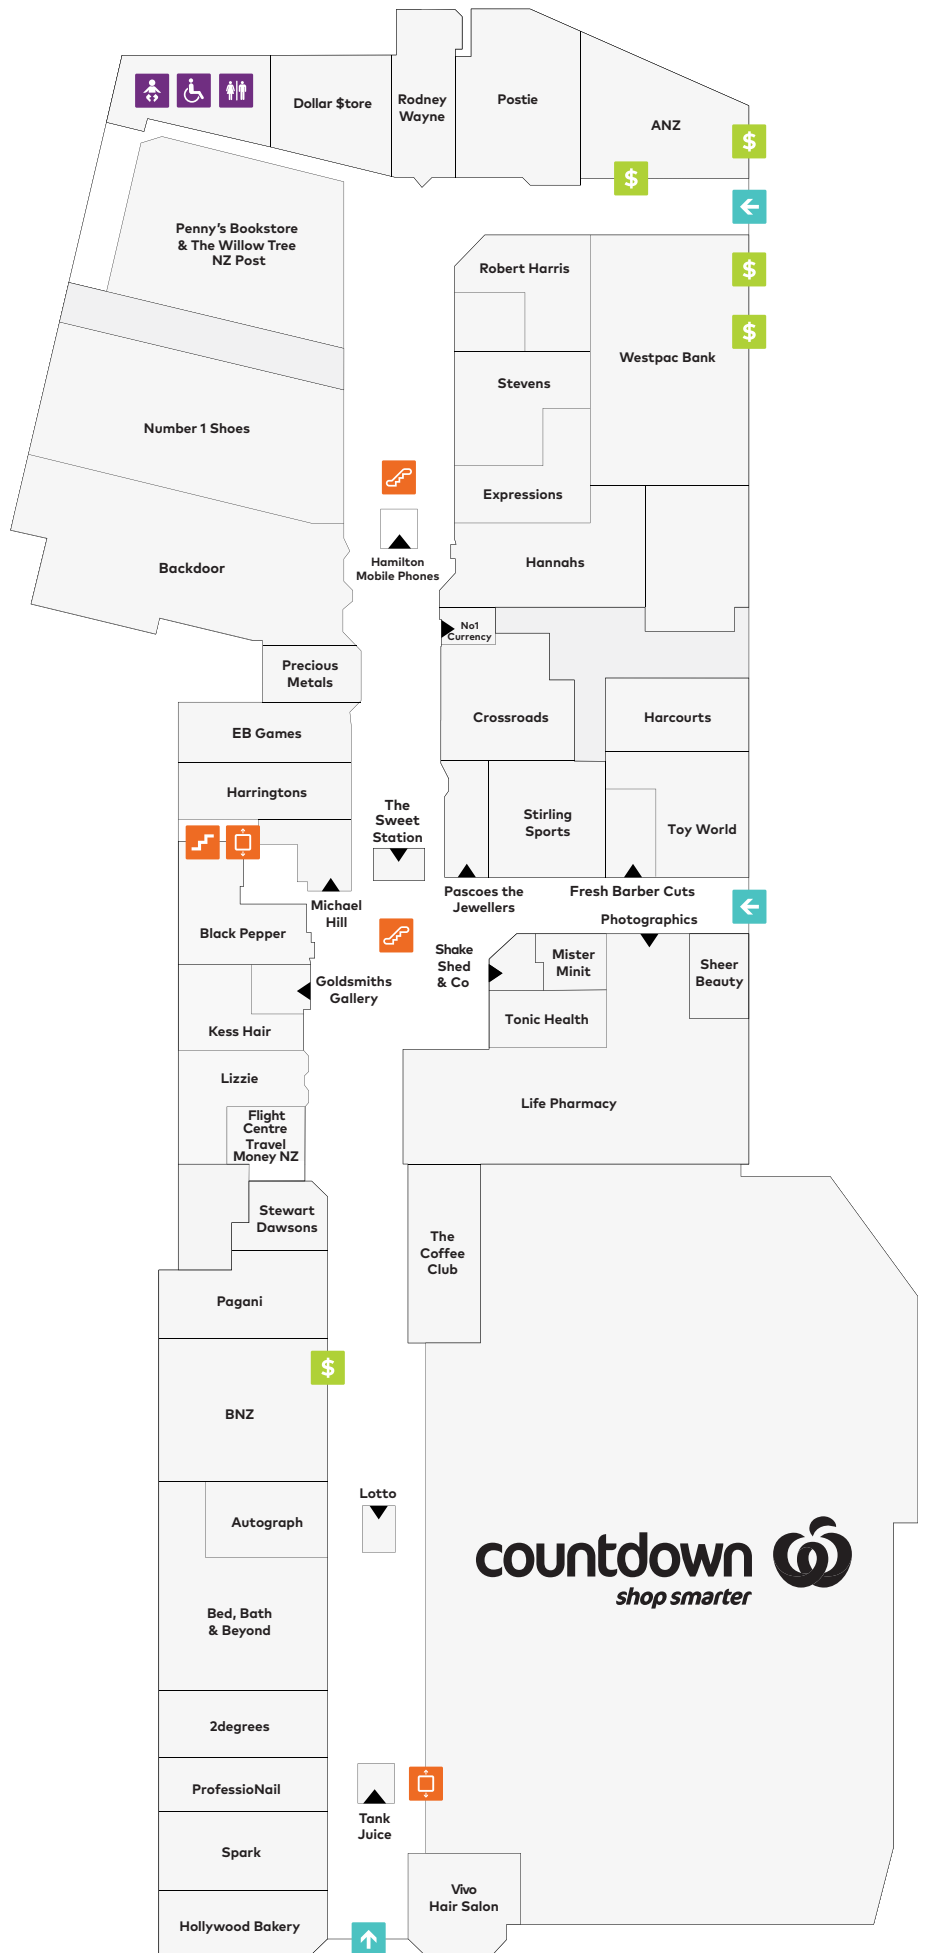 Dollar $tore
Rodney
Wayne
Postie
ANZ
$
$
Penny's Bookstore
& The Willow Tree
NZ Post
Robert Harris
$
$
Westpac Bank
Stevens
Number 1 Shoes
Expressions
Hamilton
Mobile Phones
Hannahs
Backdoor
No1
Currency
Precious
Metals
Crossroads
Harcourts
EB Games
Harringtons
The
Sweet
Station
Stirling
Sports
Toy World
Michael
Hill
Pascoes the
Jewellers
Fresh Barber Cuts
Photographics
Black Pepper
Shake
Shed
& Co
Mister
Minit
Sheer
Beauty
Goldsmiths
Gallery
Kess Hair
Tonic Health
Lizzie
Life Pharmacy
Flight
Centre
Travel
Money NZ
Stewart
Dawsons
The
Coffee
Club
Pagani
$
BNZ
Lotto
Autograph
countdown
shop smarter
Bed, Bath
& Beyond
2degrees
ProfessioNail
Tank
Juice
Spark
Vivo
Hair Salon
Hollywood Bakery